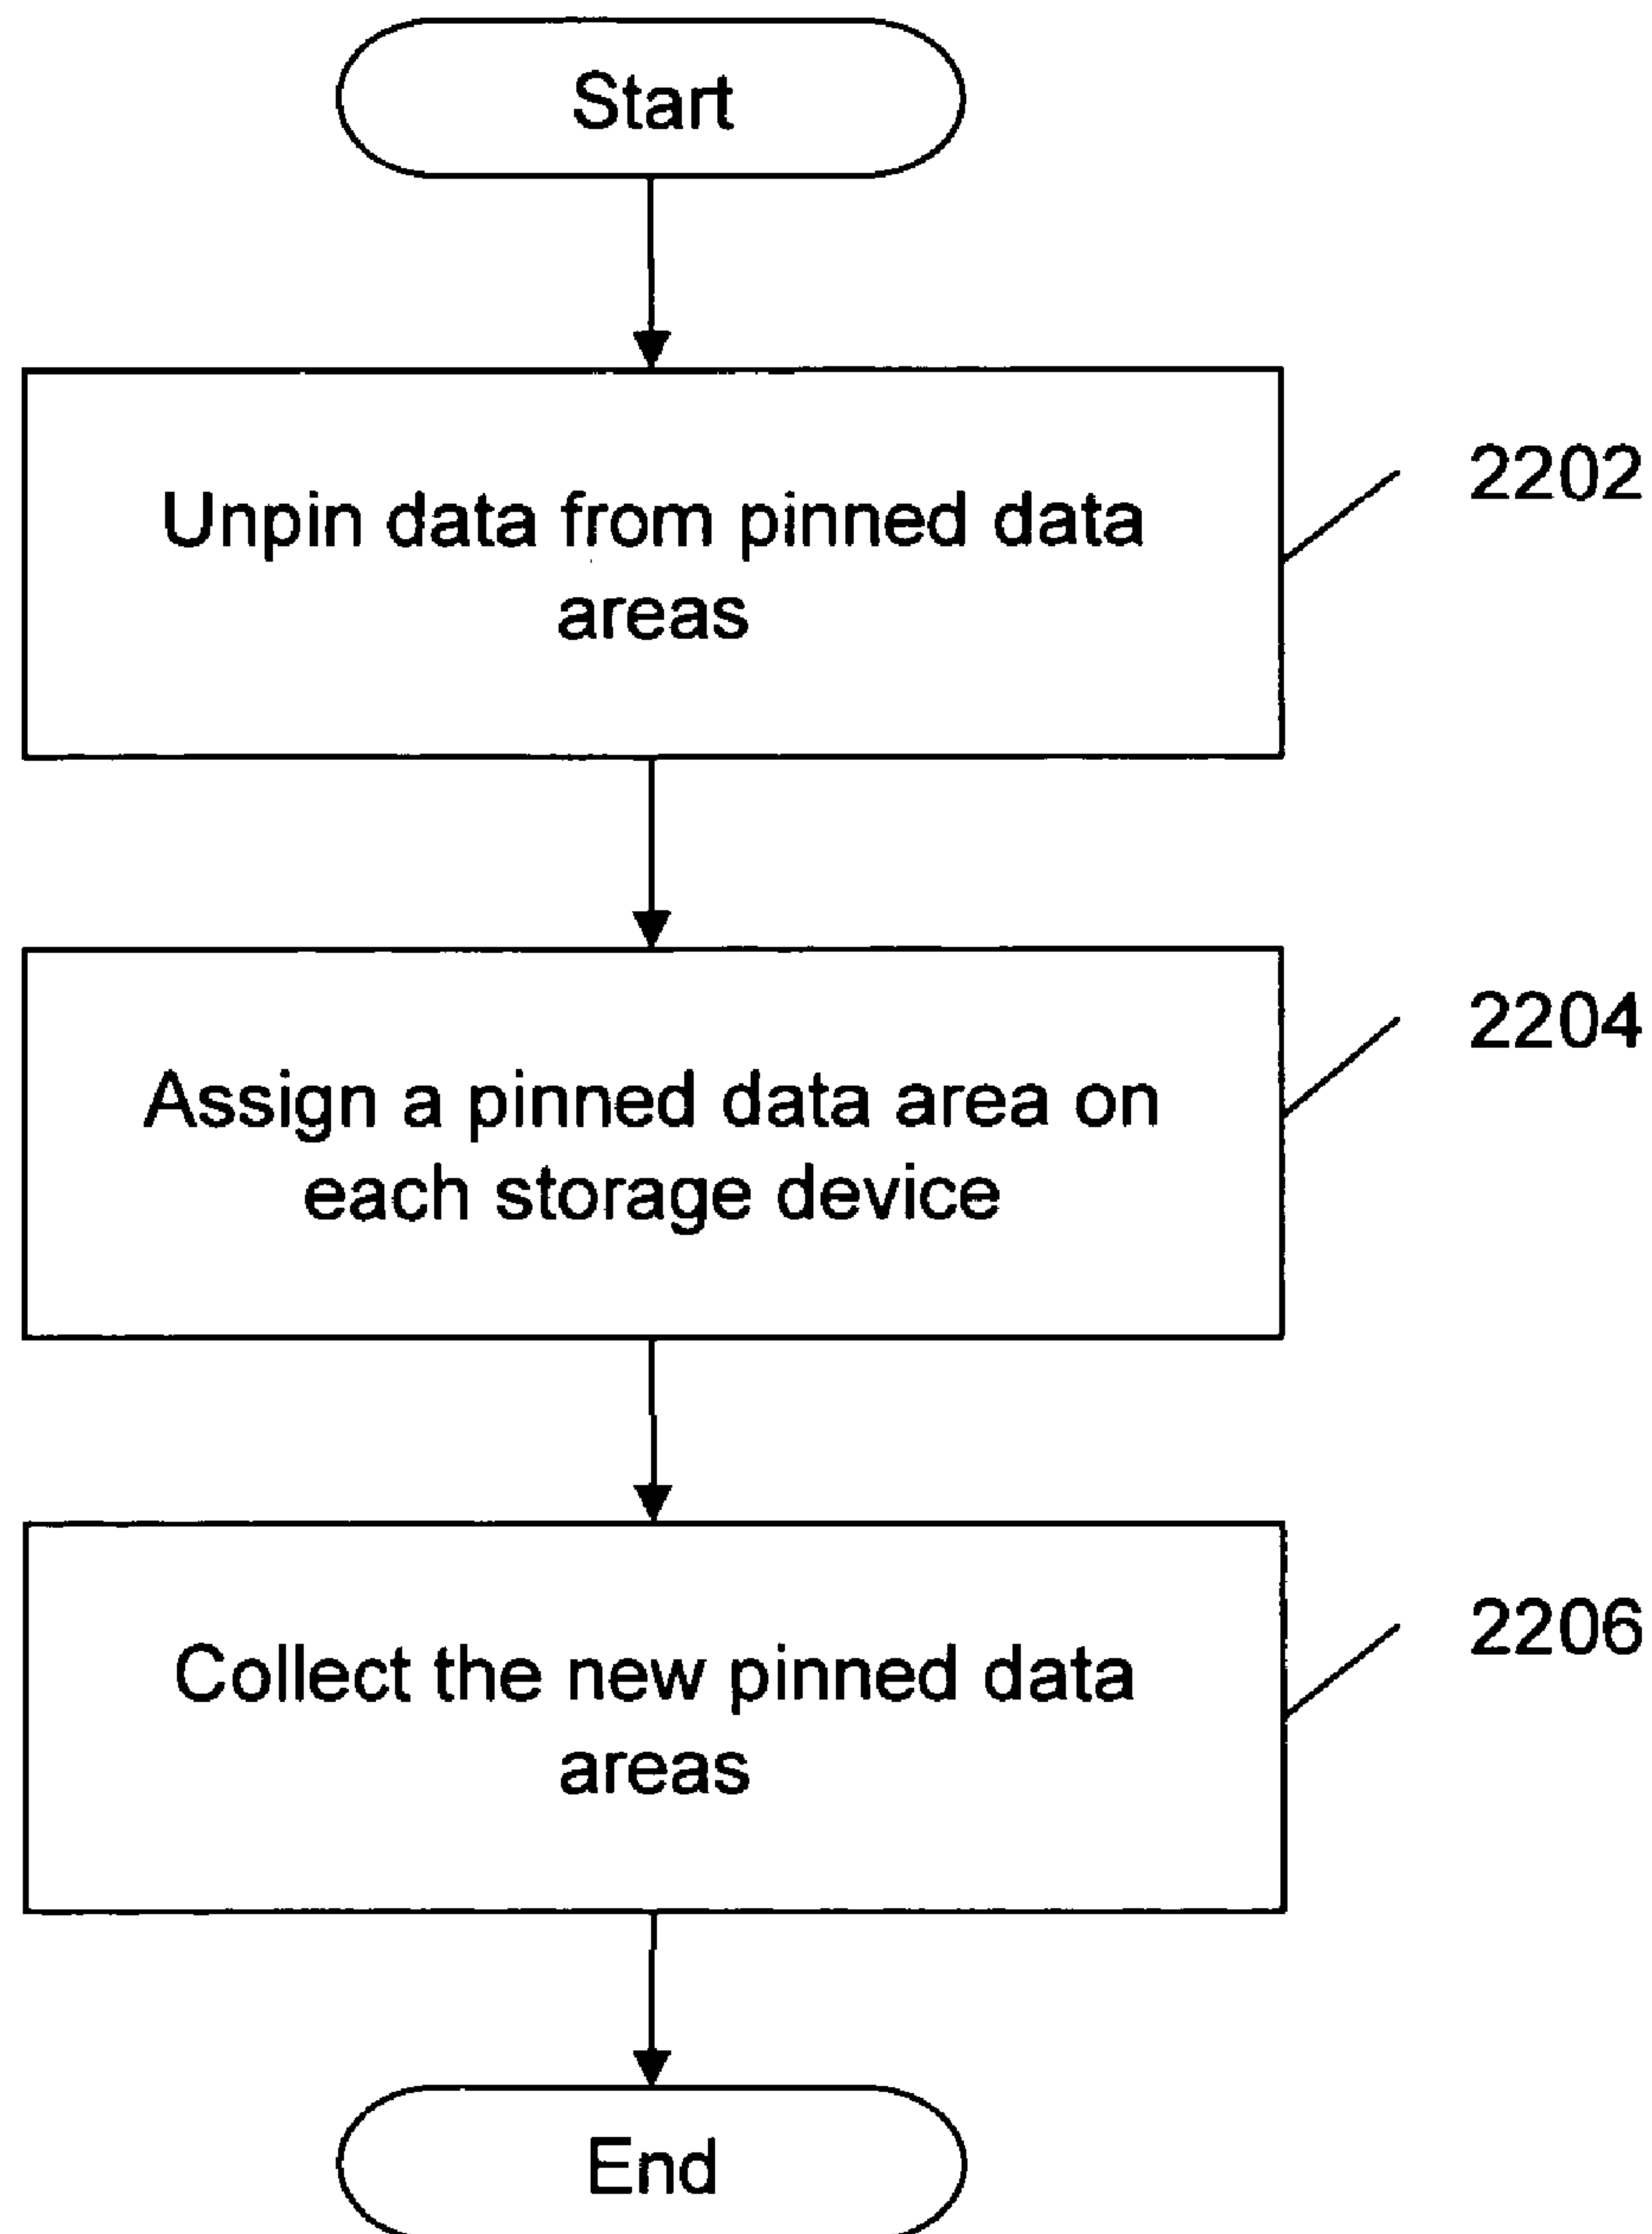 Start
Unpin data from pinned data
areas
2202
Assign a pinned data area on
each storage device
2204
Collect the new pinned data
areas
2206
End